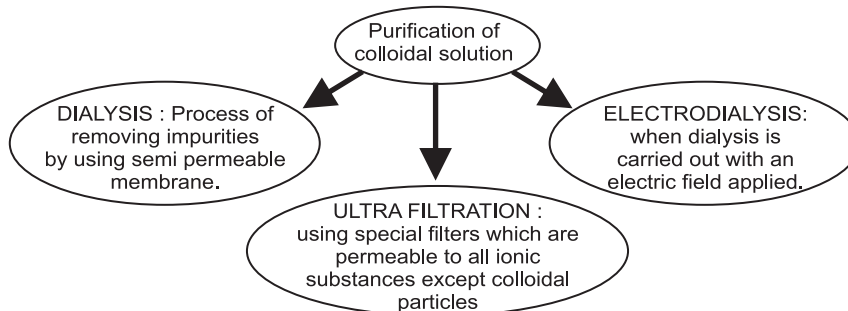 Purification of
colloidal solution
DIALYSIS : Process of
removing impurities
by using semi permeable
membrane.
ELECTRODIALYSIS:
when dialysis is
carried out with an
electric field applied.
ULTRA FILTRATION :
using special filters which are
permeable to all ionic
substances except colloidal
particles